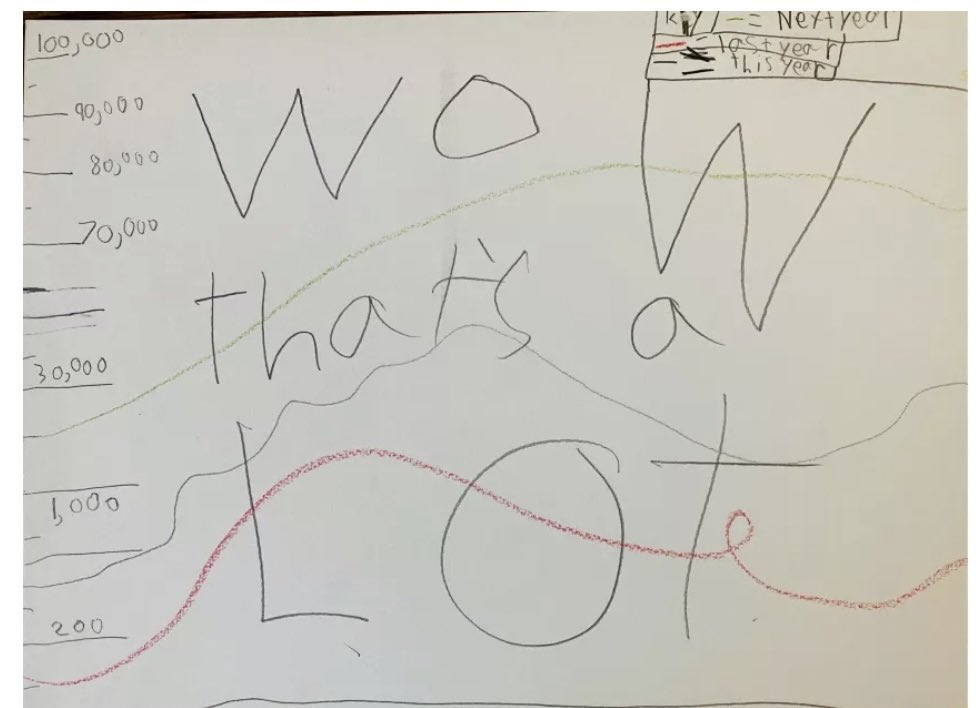 key - = Next year
- = last year
- = this year
100,000
90,000
80,000
70,000
30,000
1,000
200
WOW
that's a
LOT